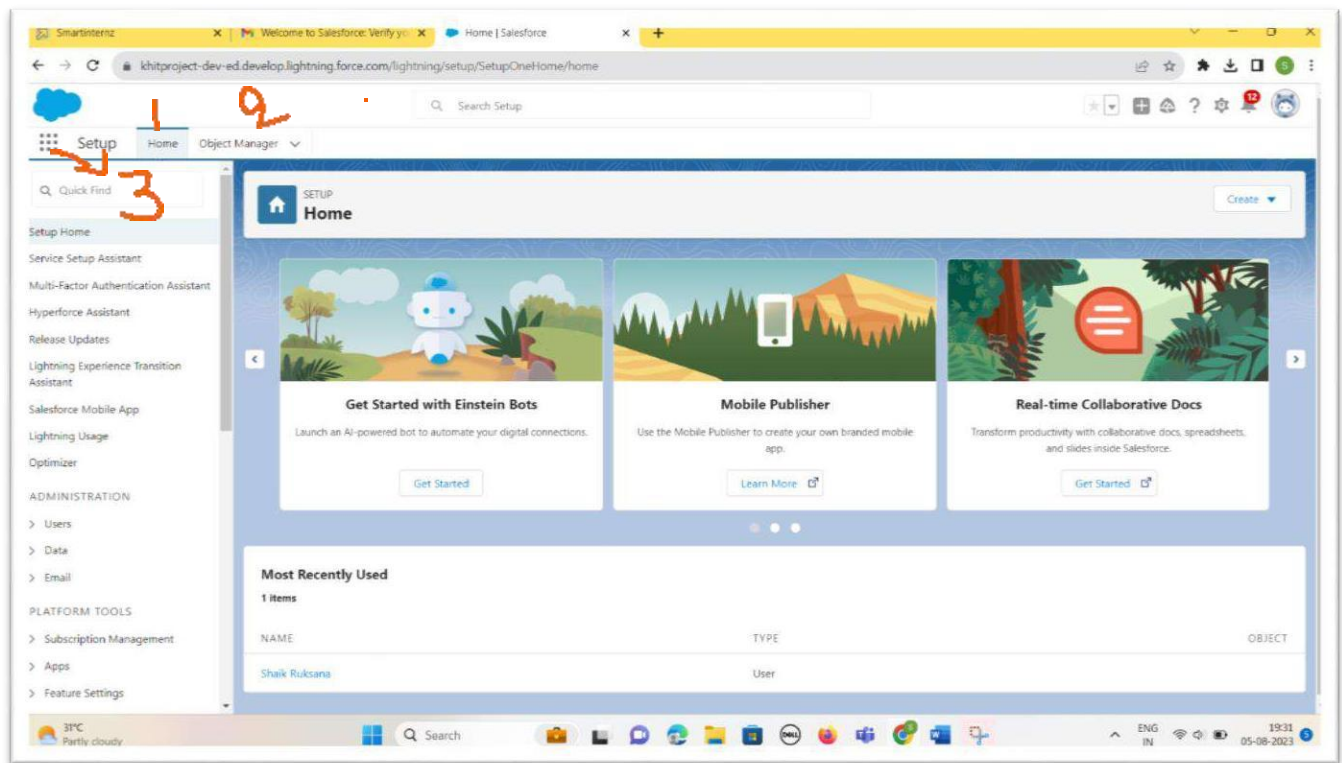 Smartinternz
Welcome to Salesforce: Verify yo
Home | Salesforce
khitproject-dev-ed.develop.lightning.force.com/lightning/setup/SetupOneHome/home
S
1
2
Search Setup
12
Setup
Home
Object Manager
3
Quick Find
Setup Home
Service Setup Assistant
Multi-Factor Authentication Assistant
Hyperforce Assistant
Release Updates
Lightning Experience Transition
Assistant
Salesforce Mobile App
Lightning Usage
Optimizer
ADMINISTRATION
Users
Data
Email
PLATFORM TOOLS
Subscription Management
Apps
Feature Settings
SETUP
Home
Create
Get Started with Einstein Bots
Launch an AI-powered bot to automate your digital connections.
Get Started
Mobile Publisher
Use the Mobile Publisher to create your own branded mobile
app.
Learn More
Real-time Collaborative Docs
Transform productivity with collaborative docs, spreadsheets,
and slides inside Salesforce.
Get Started
Most Recently Used
1 items
NAME TYPE OBJECT
Shaik Ruksana User
31°C
Partly cloudy
Search
DELL
ENG
IN
19:31
05-08-2023
5